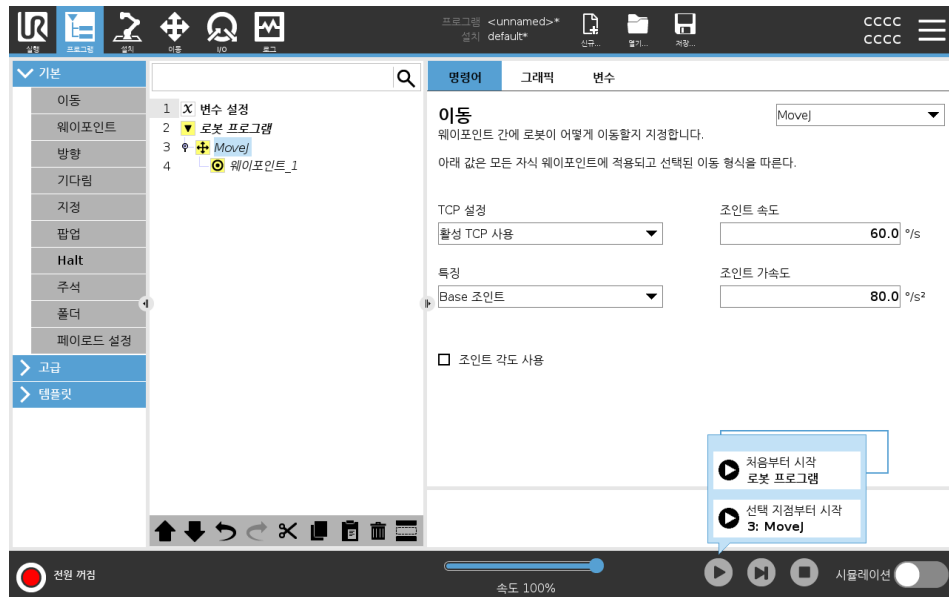 UR
실행
프로그램
설치
이동
I/O
로그
프로그램 <unnamed>*
설치 default*
신규...
열기...
저장...
cccc
cccc
기본
이동
웨이포인트
방향
기다림
지정
팝업
Halt
주석
폴더
페이로드 설정
고급
템플릿
1 X 변수 설정
2 로봇 프로그램
3 MoveJ
4 웨이포인트_1
명령어 그래픽 변수
이동
MoveJ
웨이포인트 간에 로봇이 어떻게 이동할지 지정합니다.
아래 값은 모든 자식 웨이포인트에 적용되고 선택된 이동 형식을 따른다.
TCP 설정
활성 TCP 사용
조인트 속도
60.0 °/s
특징
Base 조인트
조인트 가속도
80.0 °/s²
조인트 각도 사용
처음부터 시작
로봇 프로그램
선택 지점부터 시작
3: MoveJ
전원 꺼짐
속도 100%
시뮬레이션